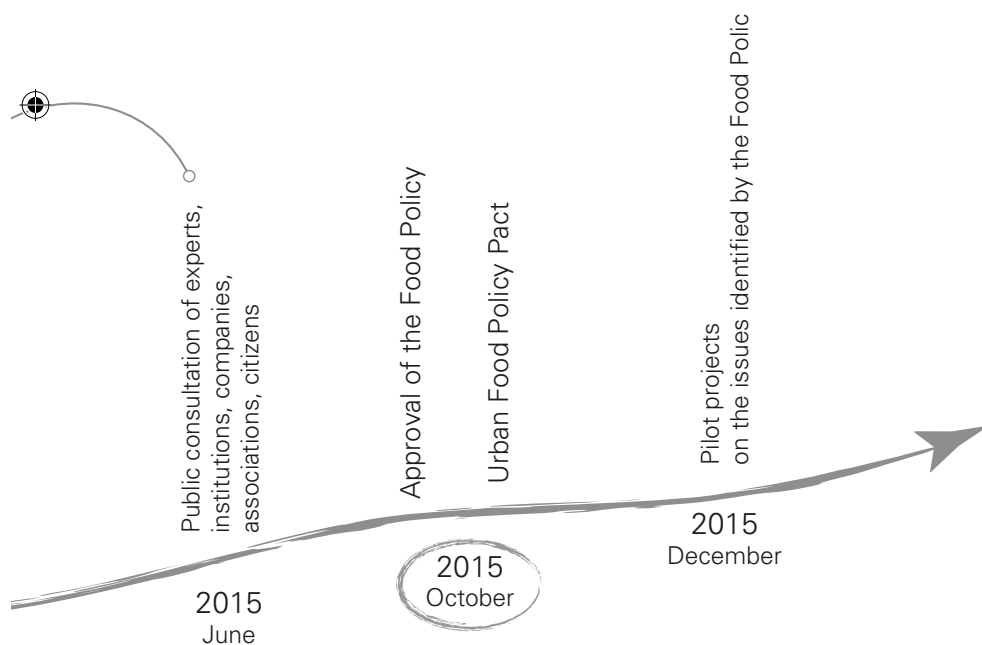 Public consultation of experts,
institutions, companies,
associations, citizens
2015
June
Approval of the Food Policy
Urban Food Policy Pact
2015
October
Pilot projects
on the issues identified by the Food Polic
2015
December